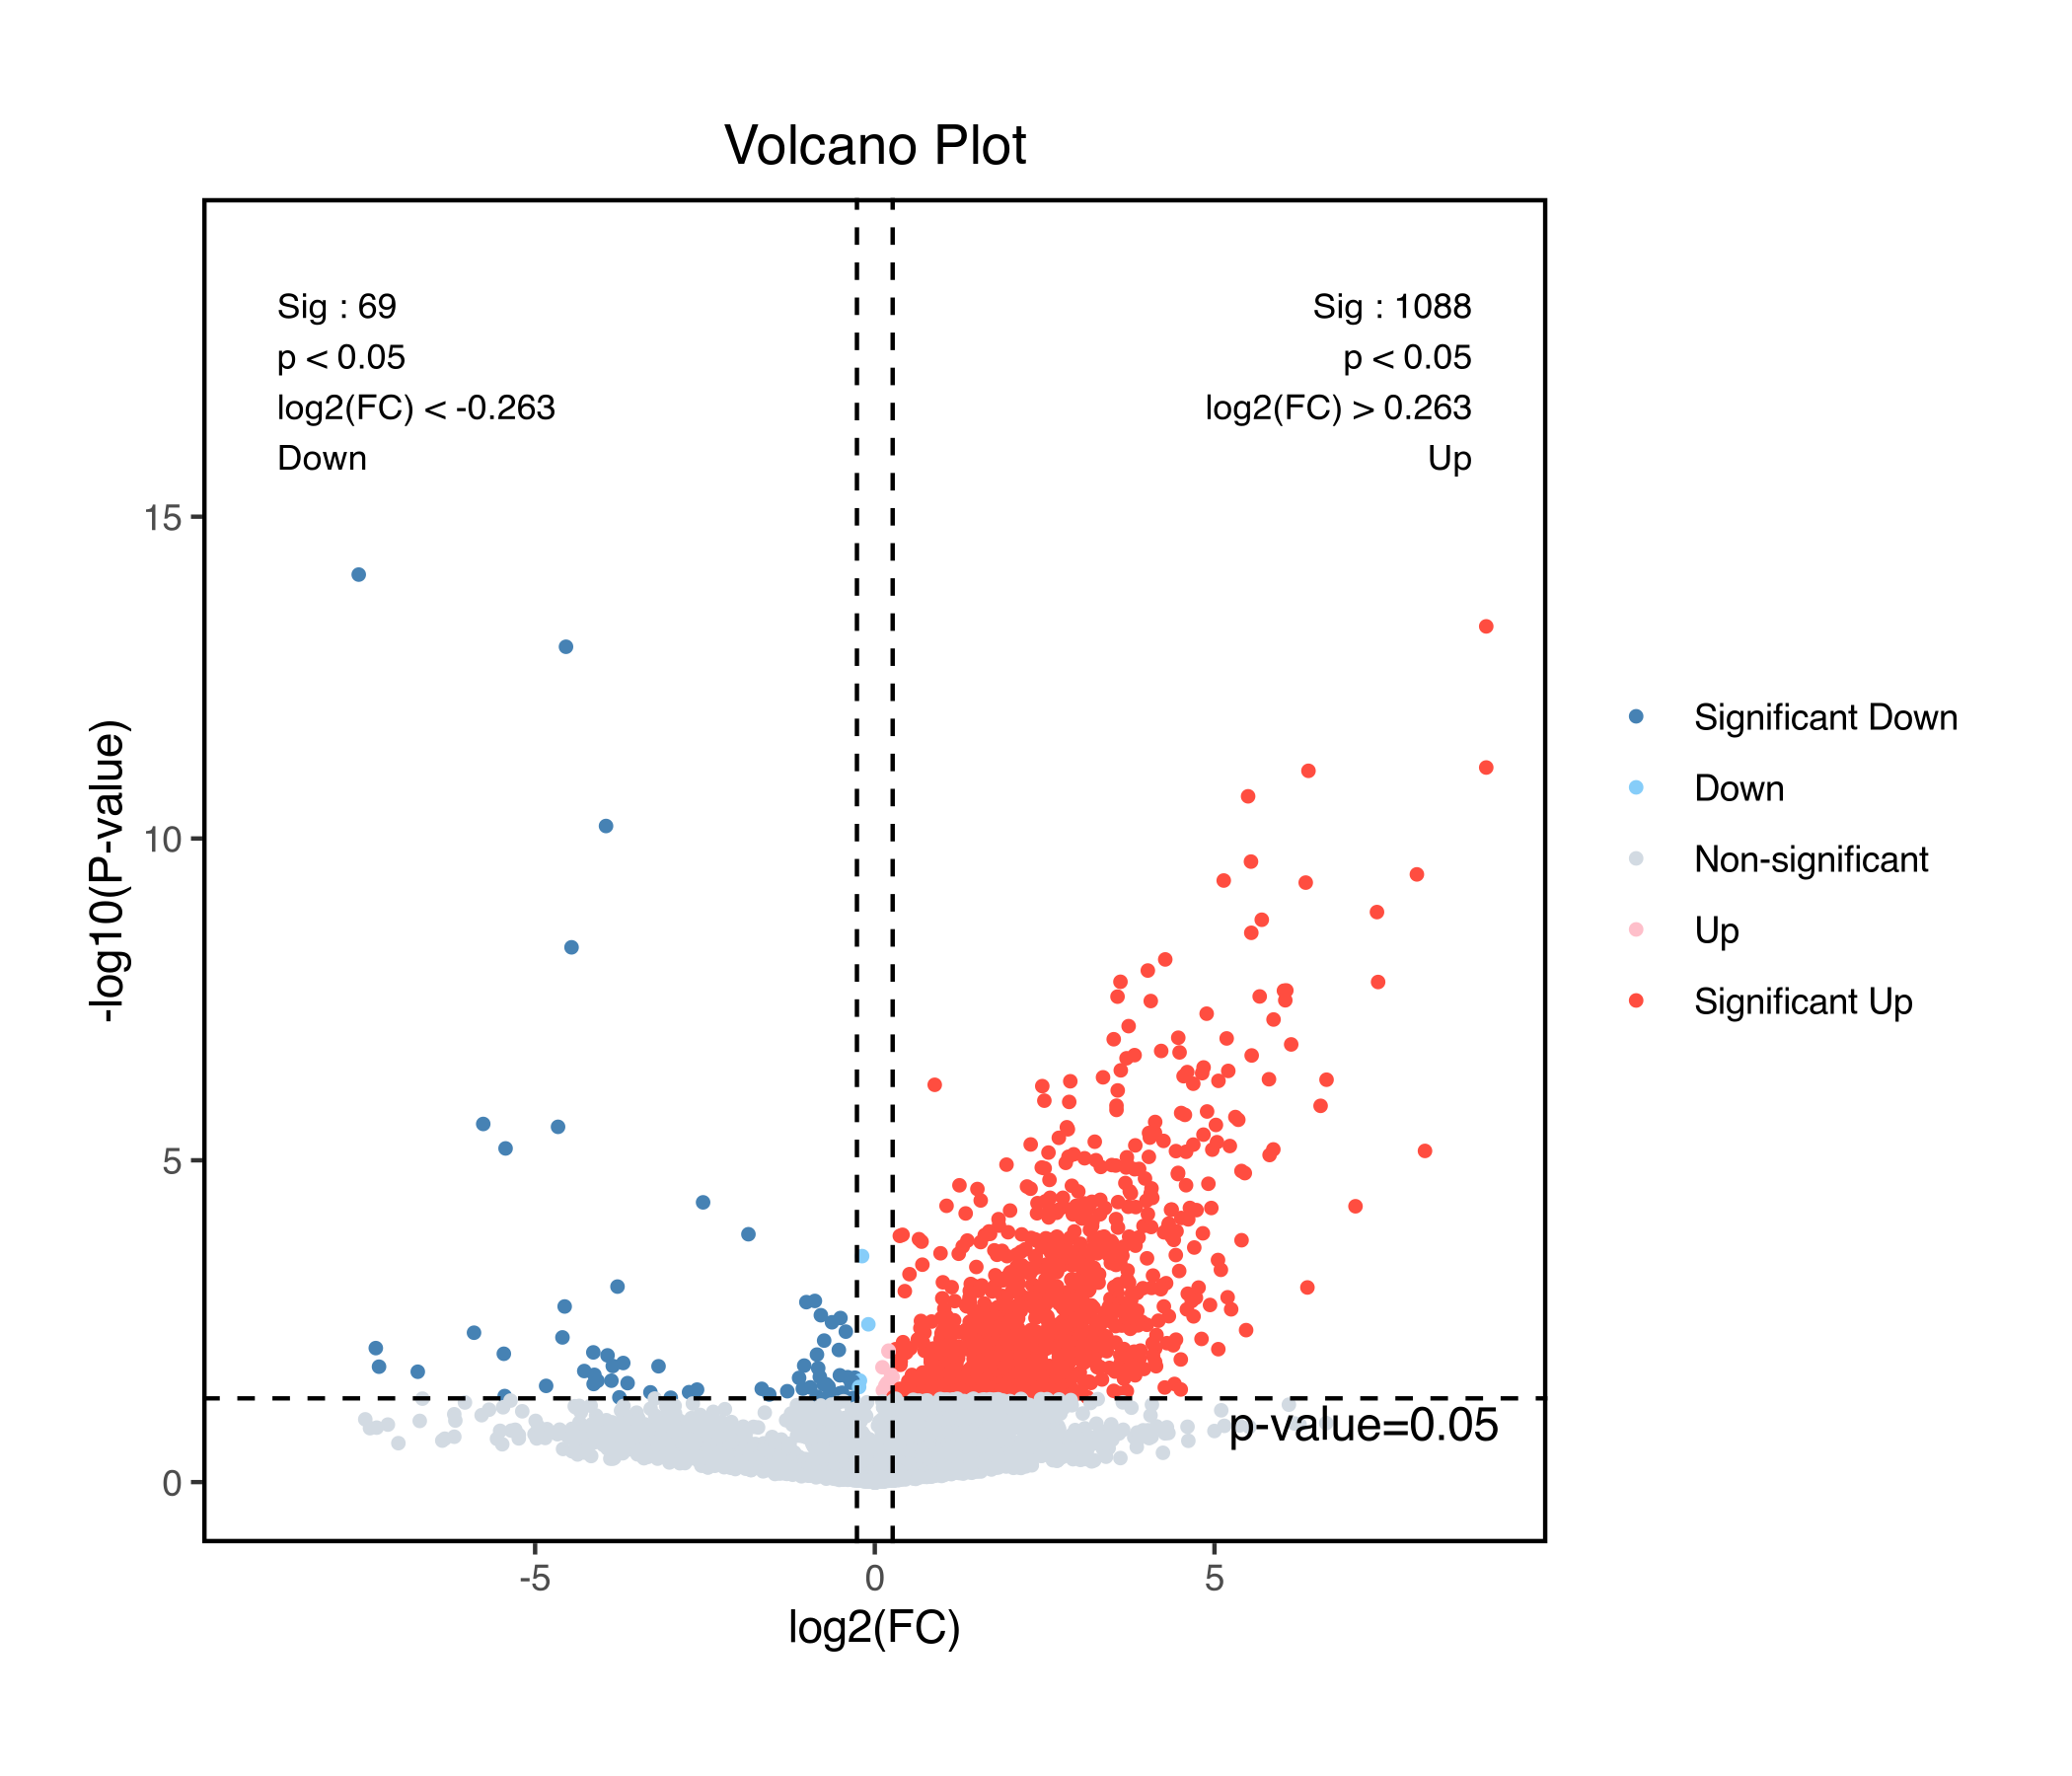 Volcano Plot
Sig : 69
p < 0.05
log2(FC) < -0.263
Down
Sig : 1088
p < 0.05
log2(FC) > 0.263
Up
15
10
5
0
-log10(P-value)
p-value=0.05
-5
0
5
log2(FC)
Significant Down
Down
Non-significant
Up
Significant Up